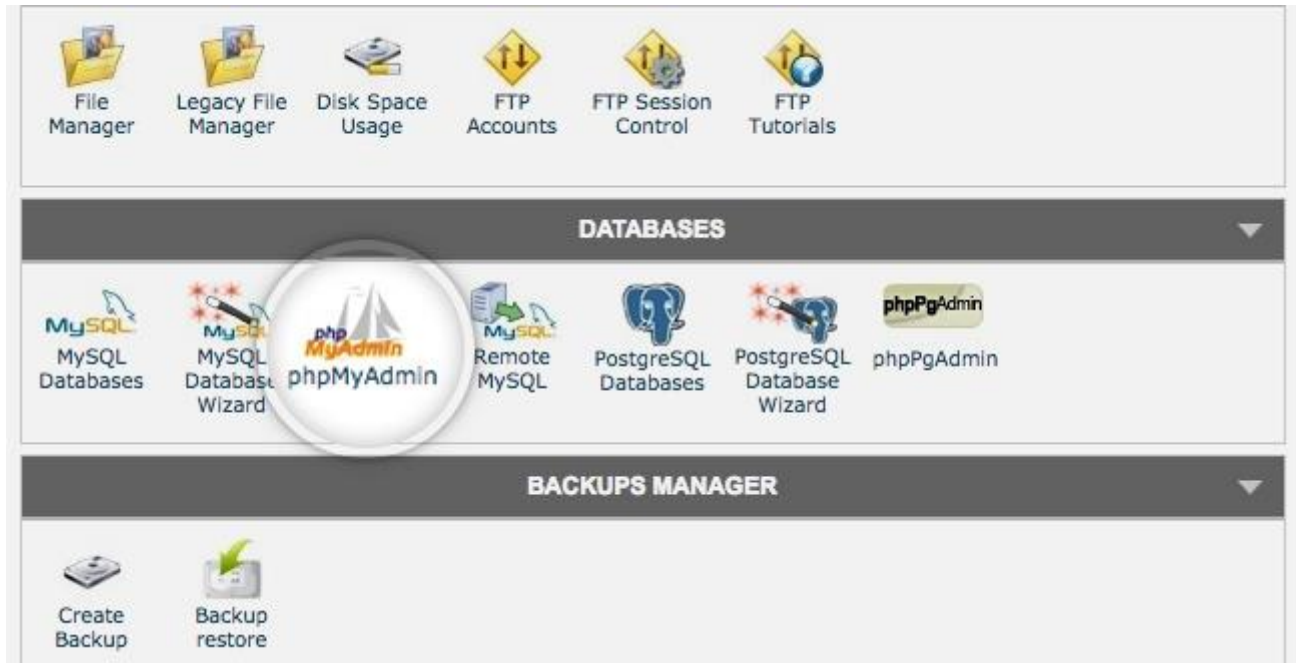 File Manager
Legacy File Manager
Disk Space Usage
FTP Accounts
FTP Session Control
FTP Tutorials
DATABASES
MySQL
MySQL Databases
MySQL
MySQL Database Wizard
php
MyAdmin
phpMyAdmin
MySQL
Remote MySQL
PostgreSQL Databases
PostgreSQL Database Wizard
phpPgAdmin
phpPgAdmin
BACKUPS MANAGER
Create Backup
Backup restore